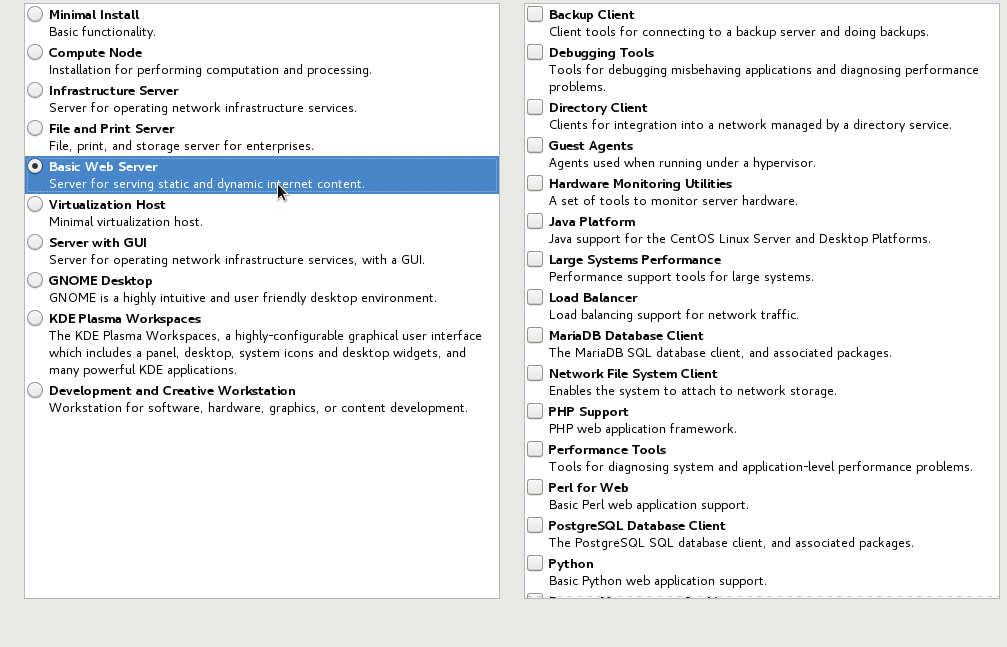 Minimal Install
Basic functionality.
Compute Node
Installation for performing computation and processing.
Infrastructure Server
Server for operating network infrastructure services.
File and Print Server
File, print, and storage server for enterprises.
Basic Web Server
Server for serving static and dynamic internet content.
Virtualization Host
Minimal virtualization host.
Server with GUI
Server for operating network infrastructure services, with a GUI.
GNOME Desktop
GNOME is a highly intuitive and user friendly desktop environment.
KDE Plasma Workspaces
The KDE Plasma Workspaces, a highly-configurable graphical user interface
which includes a panel, desktop, system icons and desktop widgets, and
many powerful KDE applications.
Development and Creative Workstation
Workstation for software, hardware, graphics, or content development.
Backup Client
Client tools for connecting to a backup server and doing backups.
Debugging Tools
Tools for debugging misbehaving applications and diagnosing performance
problems.
Directory Client
Clients for integration into a network managed by a directory service.
Guest Agents
Agents used when running under a hypervisor.
Hardware Monitoring Utilities
A set of tools to monitor server hardware.
Java Platform
Java support for the CentOS Linux Server and Desktop Platforms.
Large Systems Performance
Performance support tools for large systems.
Load Balancer
Load balancing support for network traffic.
MariaDB Database Client
The MariaDB SQL database client, and associated packages.
Network File System Client
Enables the system to attach to network storage.
PHP Support
PHP web application framework.
Performance Tools
Tools for diagnosing system and application-level performance problems.
Perl for Web
Basic Perl web application support.
PostgreSQL Database Client
The PostgreSQL SQL database client, and associated packages.
Python
Basic Python web application support.